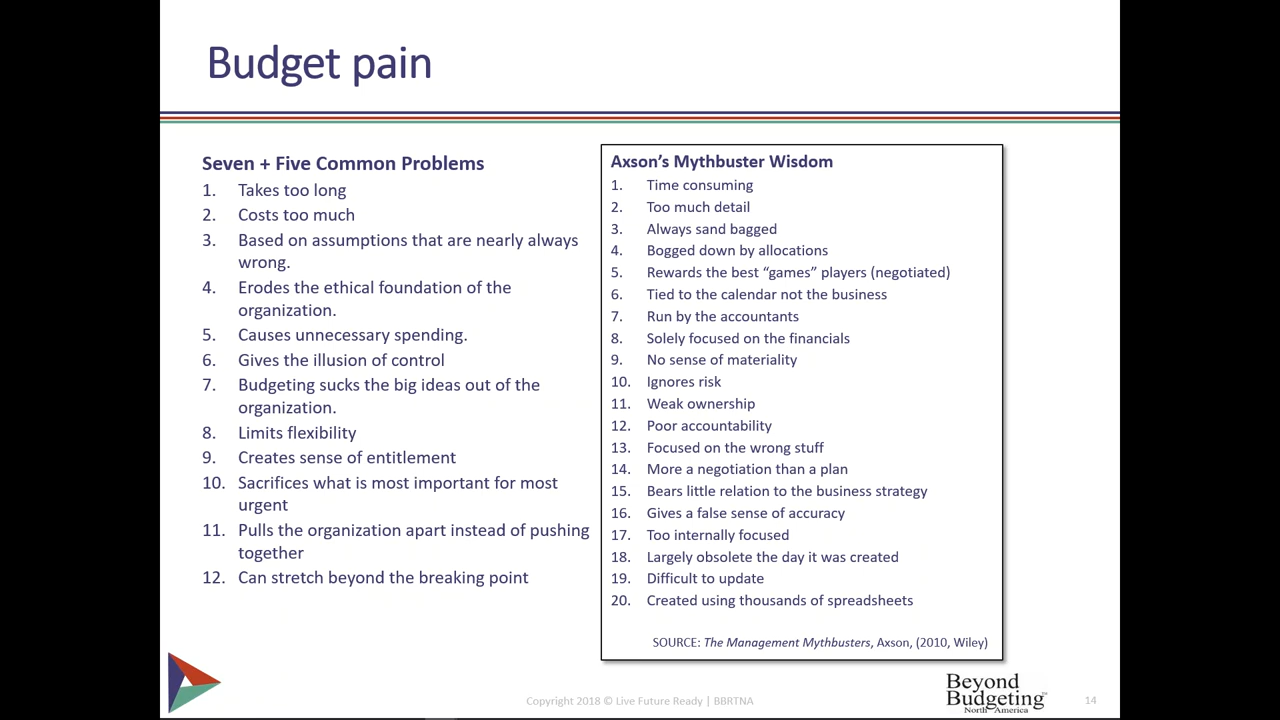 Budget pain
Seven + Five Common Problems
1. Takes too long
2. Costs too much
3. Based on assumptions that are nearly always
wrong.
4. Erodes the ethical foundation of the
organization.
5. Causes unnecessary spending.
6. Gives the illusion of control
7. Budgeting sucks the big ideas out of the
organization.
8. Limits flexibility
9. Creates sense of entitlement
10. Sacrifices what is most important for most
urgent
11. Pulls the organization apart instead of pushing
together
12. Can stretch beyond the breaking point
Axson's Mythbuster Wisdom
1. Time consuming
2. Too much detail
3. Always sand bagged
4. Bogged down by allocations
5. Rewards the best “games” players (negotiated)
6. Tied to the calendar not the business
7. Run by the accountants
8. Solely focused on the financials
9. No sense of materiality
10. Ignores risk
11. Weak ownership
12. Poor accountability
13. Focused on the wrong stuff
14. More a negotiation than a plan
15. Bears little relation to the business strategy
16. Gives a false sense of accuracy
17. Too internally focused
18. Largely obsolete the day it was created
19. Difficult to update
20. Created using thousands of spreadsheets
SOURCE: The Management Mythbusters, Axson, (2010, Wiley)
Copyright 2018 © Live Future Ready | BBRTNA
Beyond
Budgeting™
North America
14